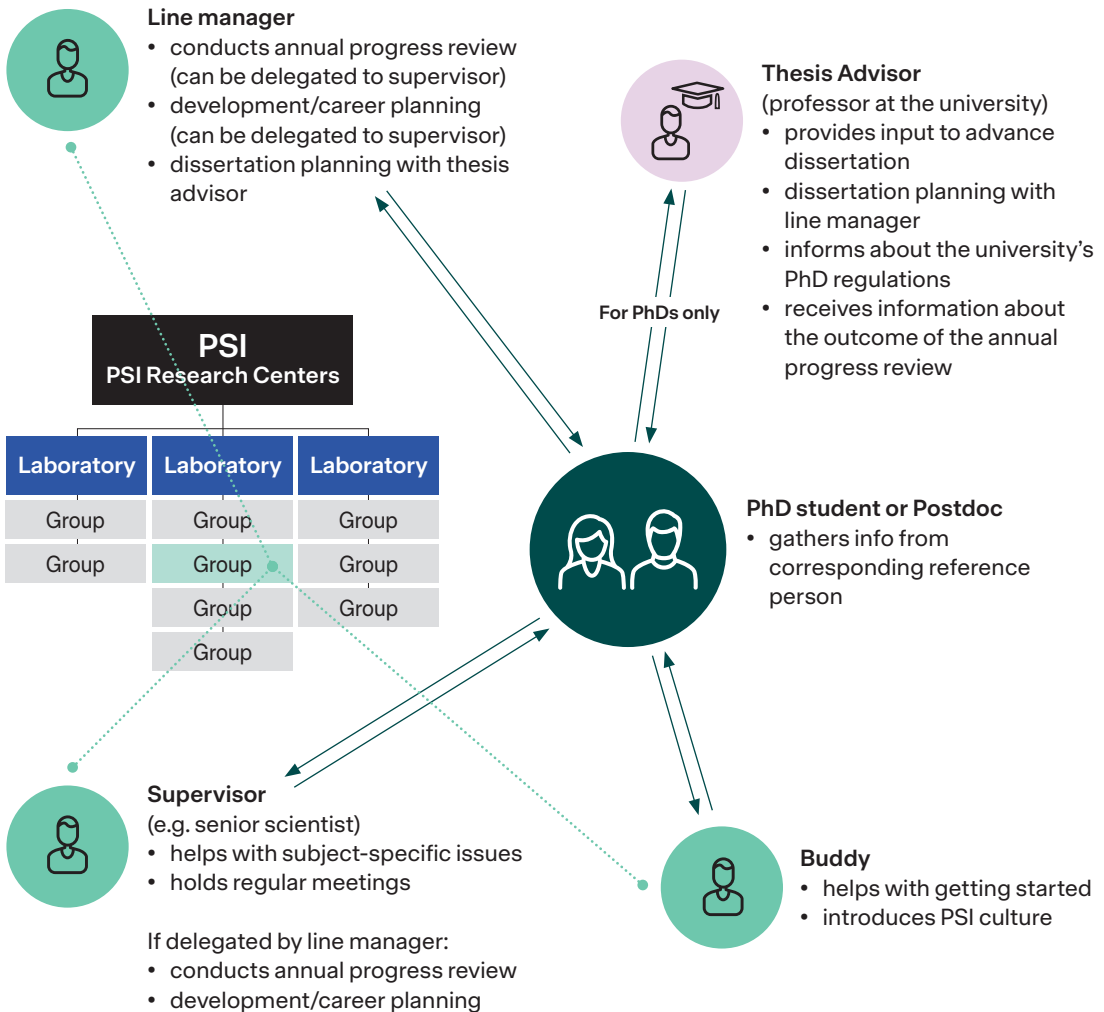 Line manager
• conducts annual progress review
(can be delegated to supervisor)
• development/career planning
(can be delegated to supervisor)
• dissertation planning with thesis
advisor
Thesis Advisor
(professor at the university)
• provides input to advance
dissertation
• dissertation planning with
line manager
• informs about the university’s
PhD regulations
• receives information about
the outcome of the annual
progress review
For PhDs only
PSI
PSI Research Centers
Laboratory
Group
Group
Laboratory
Group
Group
Group
Group
Laboratory
Group
Group
Group
PhD student or Postdoc
• gathers info from
corresponding reference
person
Supervisor
(e.g. senior scientist)
• helps with subject-specific issues
• holds regular meetings
If delegated by line manager:
• conducts annual progress review
• development/career planning
Buddy
• helps with getting started
• introduces PSI culture